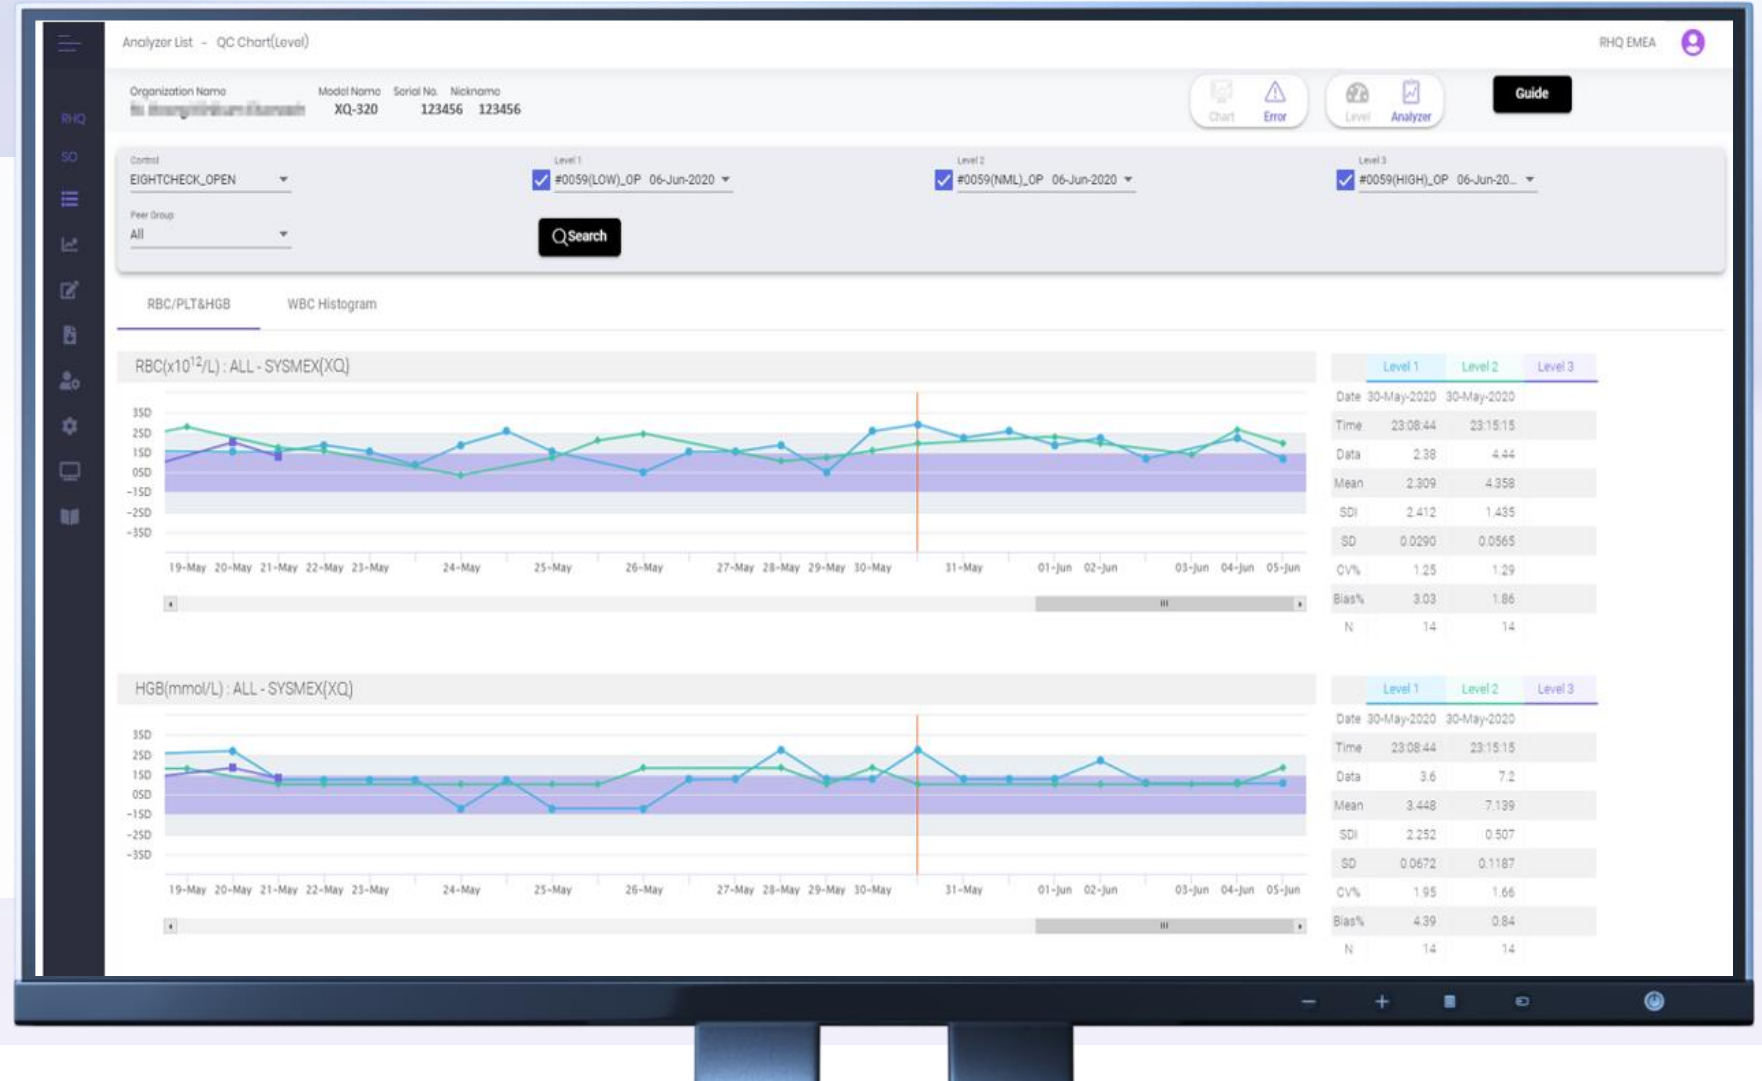 Analyzer List - QC Chart(Level)
RHQ EMEA
Organization Name Model Name Serial No. Nickname
XQ-320 123456 123456
Chart Error Level Analyzer Guide
RHQ
SO
Control Level 1 Level 2 Level 3
EIGHTCHECK_OPEN #0059(LOW)_OP 06-Jun-2020 #0059(NML)_OP 06-Jun-2020 #0059(HIGH)_OP 06-Jun-20...
Peer Group
All
Search
RBC/PLT&HGB WBC Histogram
RBC(x10¹²/L) : ALL - SYSMEX(XQ)
3SD
2SD
1SD
0SD
-1SD
-2SD
-3SD
19-May 20-May 21-May 22-May 23-May 24-May 25-May 26-May 27-May 28-May 29-May 30-May 31-May 01-Jun 02-Jun 03-Jun 04-Jun 05-Jun
Level 1 Level 2 Level 3
Date 30-May-2020 30-May-2020
Time 23:08:44 23:15:15
Data 2.38 4.44
Mean 2.309 4.358
SDI 2.412 1.435
SD 0.0290 0.0565
CV% 1.25 1.29
Bias% 3.03 1.86
N 14 14
HGB(mmol/L) : ALL - SYSMEX(XQ)
3SD
2SD
1SD
0SD
-1SD
-2SD
-3SD
19-May 20-May 21-May 22-May 23-May 24-May 25-May 26-May 27-May 28-May 29-May 30-May 31-May 01-Jun 02-Jun 03-Jun 04-Jun 05-Jun
Level 1 Level 2 Level 3
Date 30-May-2020 30-May-2020
Time 23:08:44 23:15:15
Data 3.6 7.2
Mean 3.448 7.139
SDI 2.252 0.507
SD 0.0672 0.1187
CV% 1.95 1.66
Bias% 4.39 0.84
N 14 14